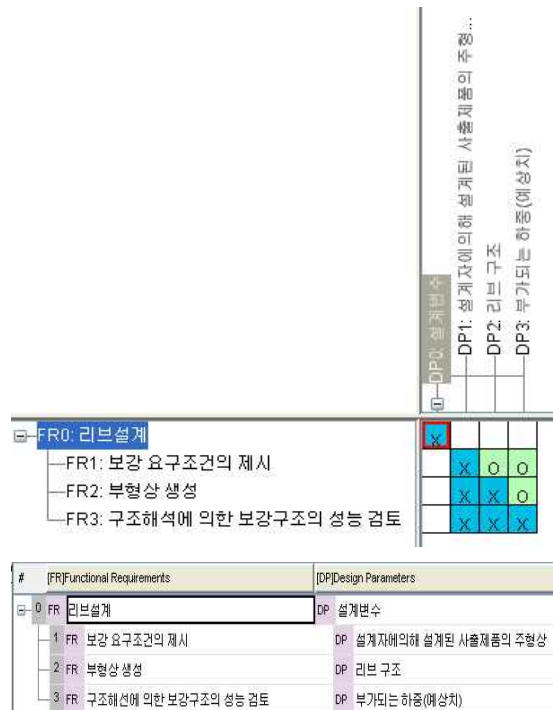 DP0: 설계변수
DP1: 설계자에의해 설계된 사출제품의 주형...
DP2: 리브 구조
DP3: 부가되는 하중(예상치)
FR0: 리브설계 X
FR1: 보강 요구조건의 제시 X O O
FR2: 부형상 생성 X X O
FR3: 구조해석에 의한 보강구조의 성능 검토 X X X
# [FR]Functional Requirements [DP]Design Parameters
0 FR 리브설계 DP 설계변수
1 FR 보강 요구조건의 제시 DP 설계자에의해 설계된 사출제품의 주형상
2 FR 부형상 생성 DP 리브 구조
3 FR 구조해선에 의한 보강구조의 성능 검토 DP 부가되는 하중(예상치)